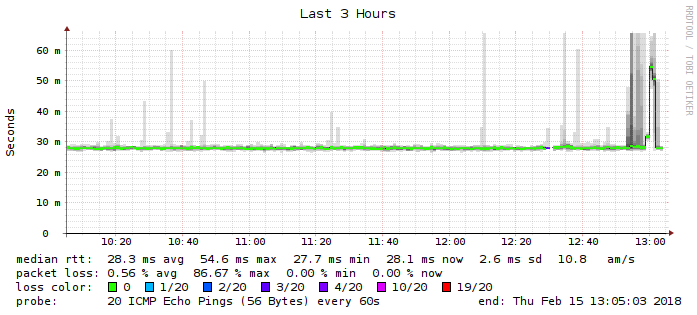 Last 3 Hours
RRDTOOL / TOBI OETIKER
Seconds
60 m
50 m
40 m
30 m
20 m
10 m
0
10:20 10:40 11:00 11:20 11:40 12:00 12:20 12:40 13:00
median rtt: 28.3 ms avg 54.6 ms max 27.7 ms min 28.1 ms now 2.6 ms sd 10.8 am/s
packet loss: 0.56 % avg 86.67 % max 0.00 % min 0.00 % now
loss color: 0 1/20 2/20 3/20 4/20 10/20 19/20
probe: 20 ICMP Echo Pings (56 Bytes) every 60s end: Thu Feb 15 13:05:03 2018